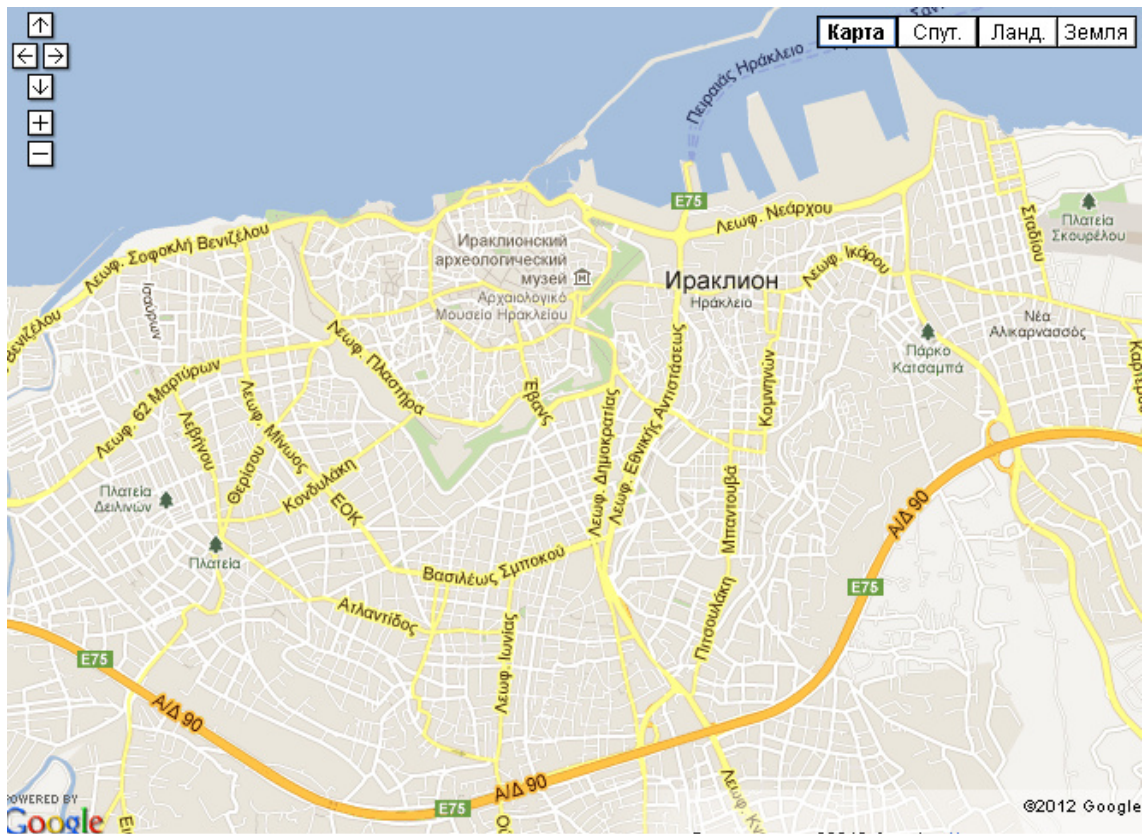 Карта
Спут.
Ланд.
Земля
Πειραιάς Ηράκλειο
E75
Λεωφ. Νεάρχου
Σταδίου
Πλατεία
Σκουρέλου
Λεωφ. Σοφοκλή Βενιζέλου
Ираклионский
археологический
музей
Αρχαιολογικό
Μουσείο Ηρακλείου
Ираклион
Ηράκλειο
Λεωφ. Ικάρου
Ισαύρων
Βενιζέλου
Νέα
Αλικαρνασσός
Πάρκο
Κατσαμπά
Λεωφ. Πλαστήρα
Έβανς
Λεωφ. 62 Μαρτύρων
Λεβήνου
Λεωφ. Μίνωος
Θερίσου
Κονδυλάκη
ΕΟΚ
Λεωφ. Δημοκρατίας
Λεωφ. Εθνικής Αντιστάσεως
Κομνηνών
Μπαντουβά
Πλατεία
Δειλινών
Πλατεία
Α/Δ 90
Βασιλέως Σμποκού
E75
Ατλαντίδος
Πιτσουλάκη
Λεωφ. Ιωνίας
E75
Α/Δ 90
Α/Δ 90
E75
POWERED BY
Google
©2012 Google